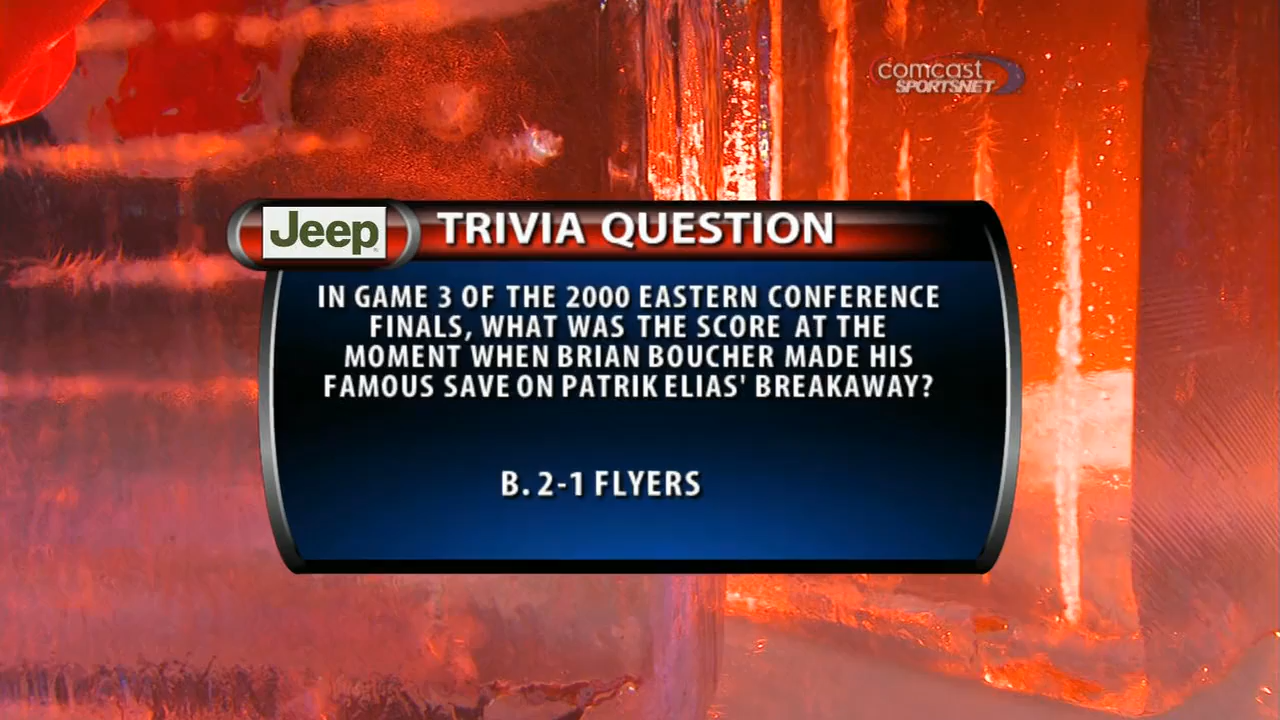 comcast
SPORTSNET
Jeep
TRIVIA QUESTION
IN GAME 3 OF THE 2000 EASTERN CONFERENCE
FINALS, WHAT WAS THE SCORE AT THE
MOMENT WHEN BRIAN BOUCHER MADE HIS
FAMOUS SAVE ON PATRIK ELIAS' BREAKAWAY?
B. 2-1 FLYERS